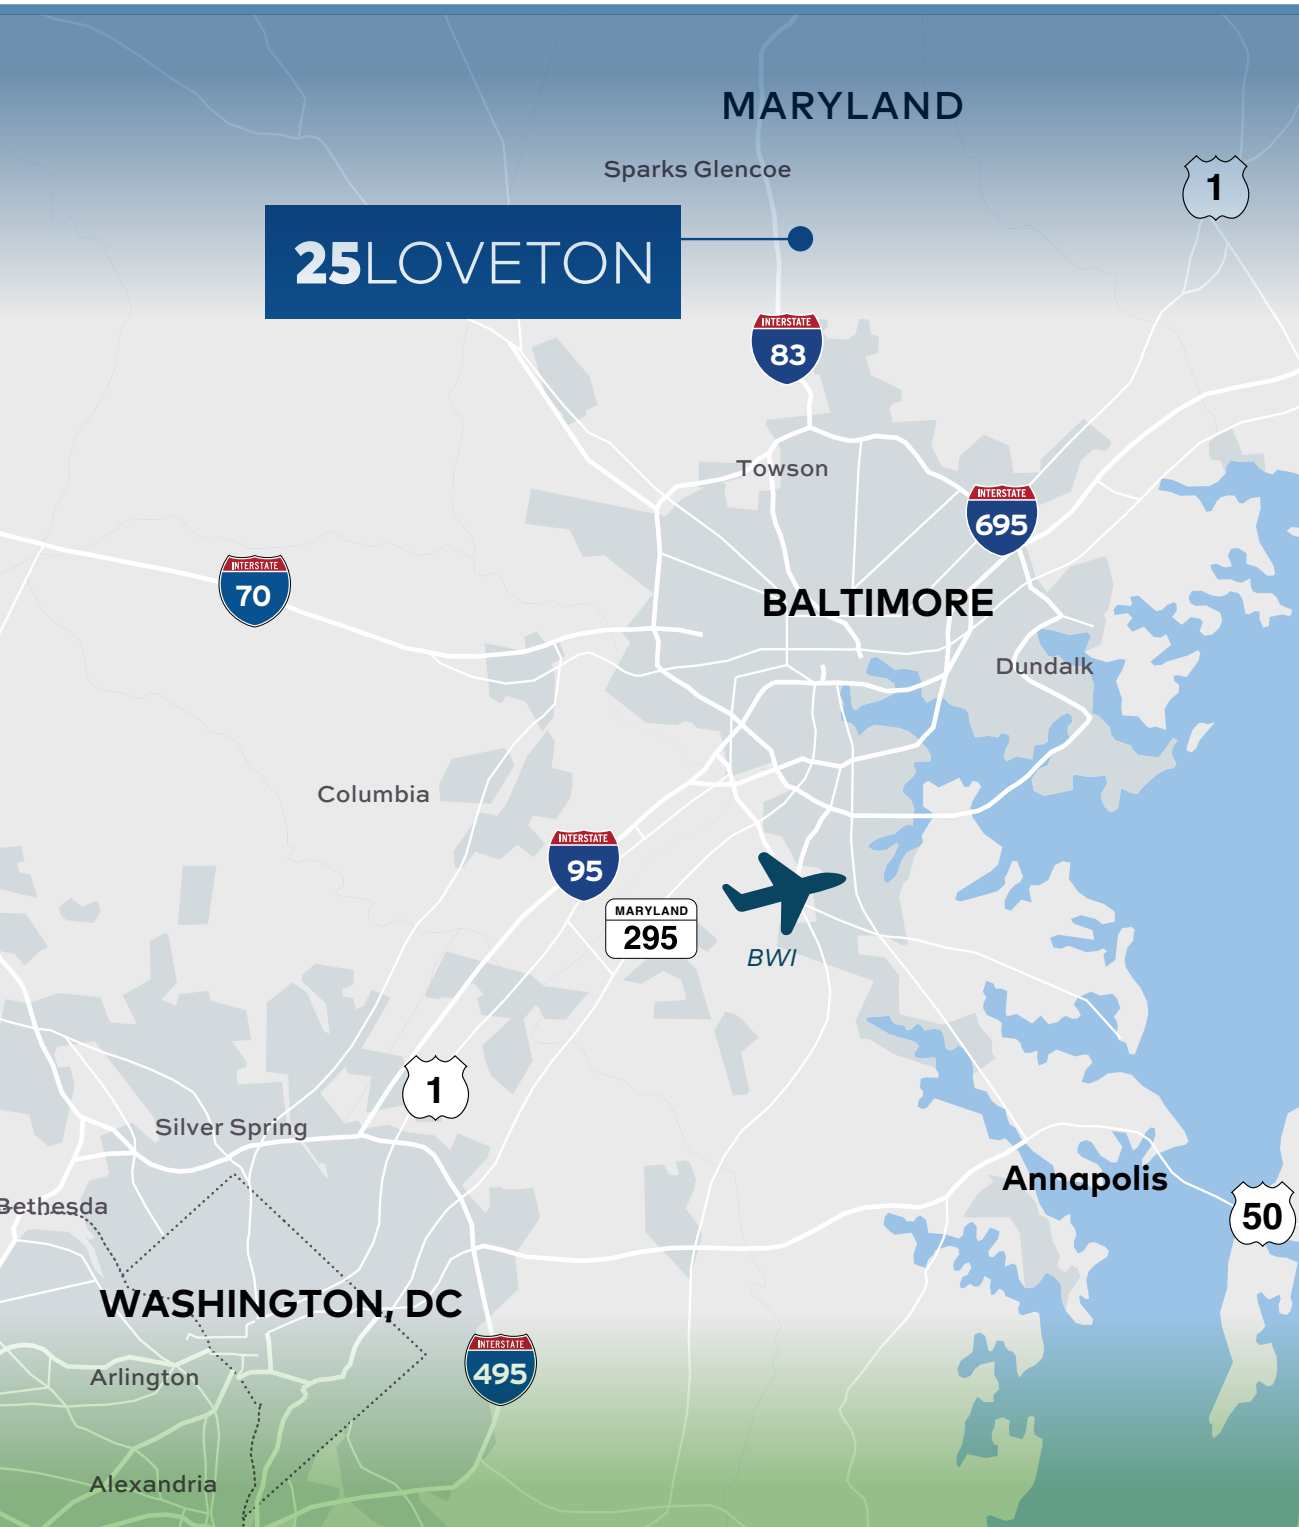 MARYLAND
Sparks Glencoe
1
25LOVETON
INTERSTATE
83
Towson
INTERSTATE
695
INTERSTATE
70
BALTIMORE
Dundalk
Columbia
INTERSTATE
95
MARYLAND
295
BWI
1
Silver Spring
Annapolis
Bethesda
50
WASHINGTON, DC
INTERSTATE
495
Arlington
Alexandria